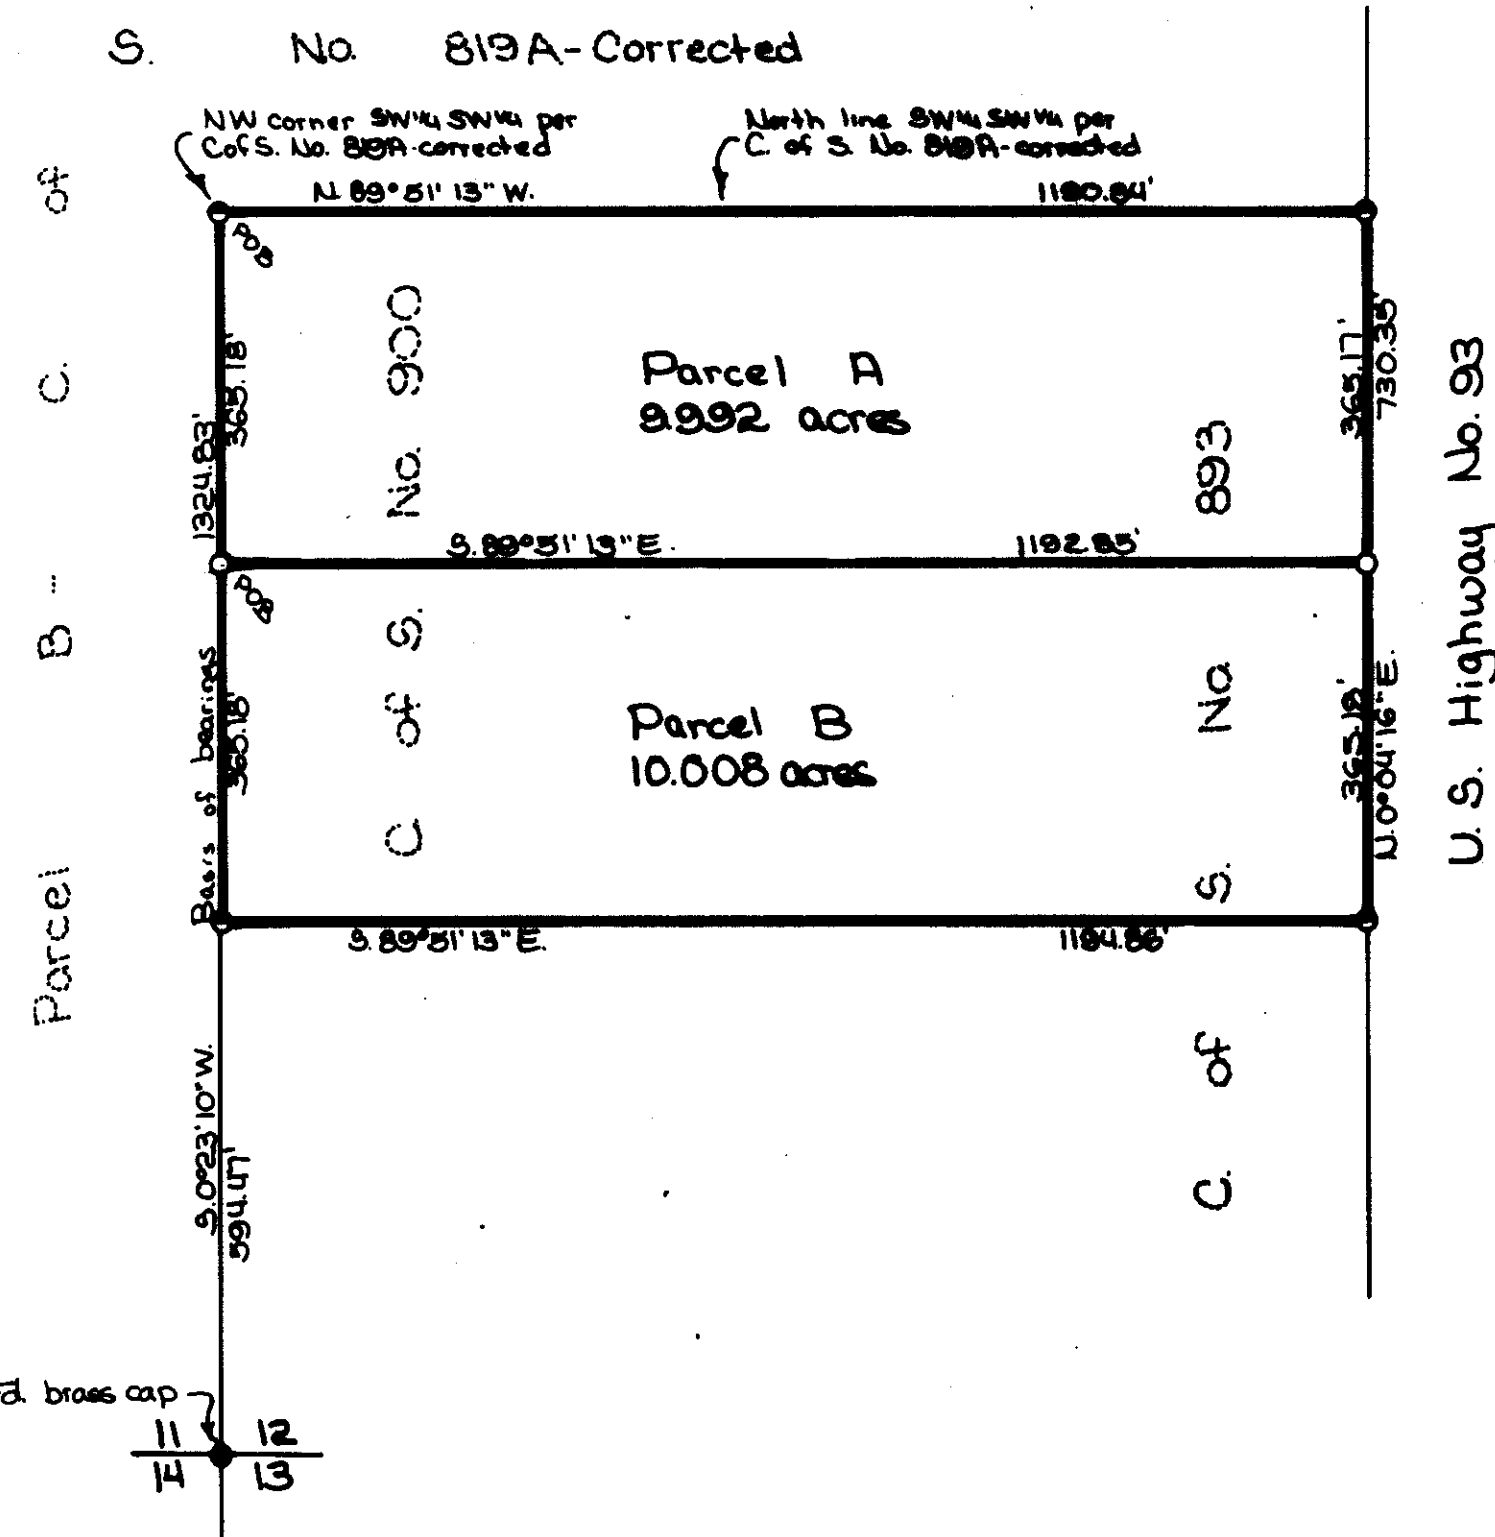 S. No. 819A-Corrected
NW corner SW¼ SW¼ per
C of S. No. 819A-corrected
North line SW¼ SW¼ per
C. of S. No. 819A-corrected
N. 89°51'13" W.
1190.84'
POB
Parcel B - C. of
C of S. No. 900
1324.83'
365.18'
Parcel A
9.992 acres
365.17'
730.35'
U.S. Highway No. 93
C. of S. No 893
S. 89°51'13" E.
1192.85'
POB
Basis of bearings
365.18'
Parcel B
10.008 acres
365.18'
N. 0°04'16" E.
S. 89°51'13" E.
1194.86'
S. 0°23'10" W.
594.47'
d. brass cap
11 12
14 13